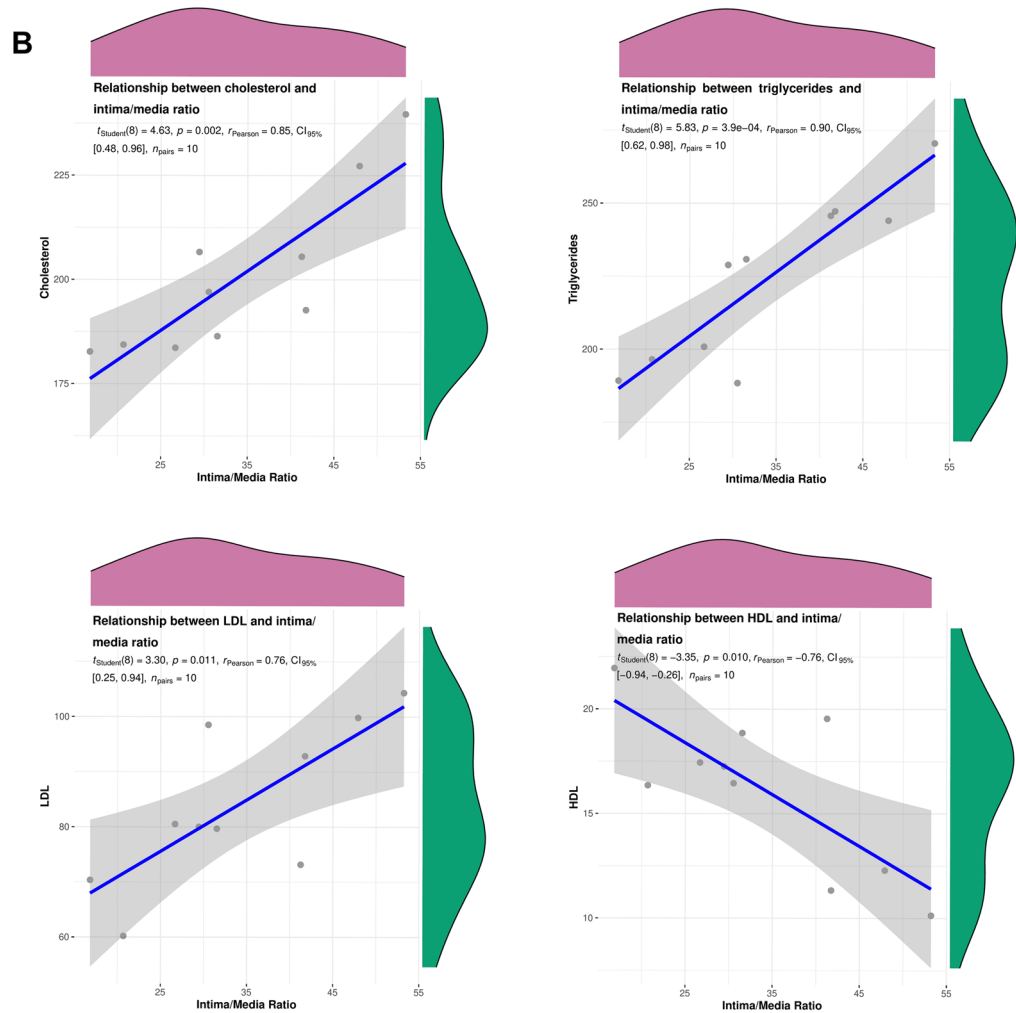 B
Relationship between cholesterol and
intima/media ratio
tStudent(8) = 4.63, p = 0.002, rPearson = 0.85, CI95%
[0.48, 0.96], npairs = 10
225
200
175
Cholesterol
25
35
45
55
Intima/Media Ratio
Relationship between triglycerides and
intima/media ratio
tStudent(8) = 5.83, p = 3.9e−04, rPearson = 0.90, CI95%
[0.62, 0.98], npairs = 10
250
200
Triglycerides
25
35
45
55
Intima/Media Ratio
Relationship between LDL and intima/
media ratio
tStudent(8) = 3.30, p = 0.011, rPearson = 0.76, CI95%
[0.25, 0.94], npairs = 10
100
80
60
LDL
25
35
45
55
Intima/Media Ratio
Relationship between HDL and intima/
media ratio
tStudent(8) = −3.35, p = 0.010, rPearson = −0.76, CI95%
[−0.94, −0.26], npairs = 10
20
15
10
HDL
25
35
45
55
Intima/Media Ratio